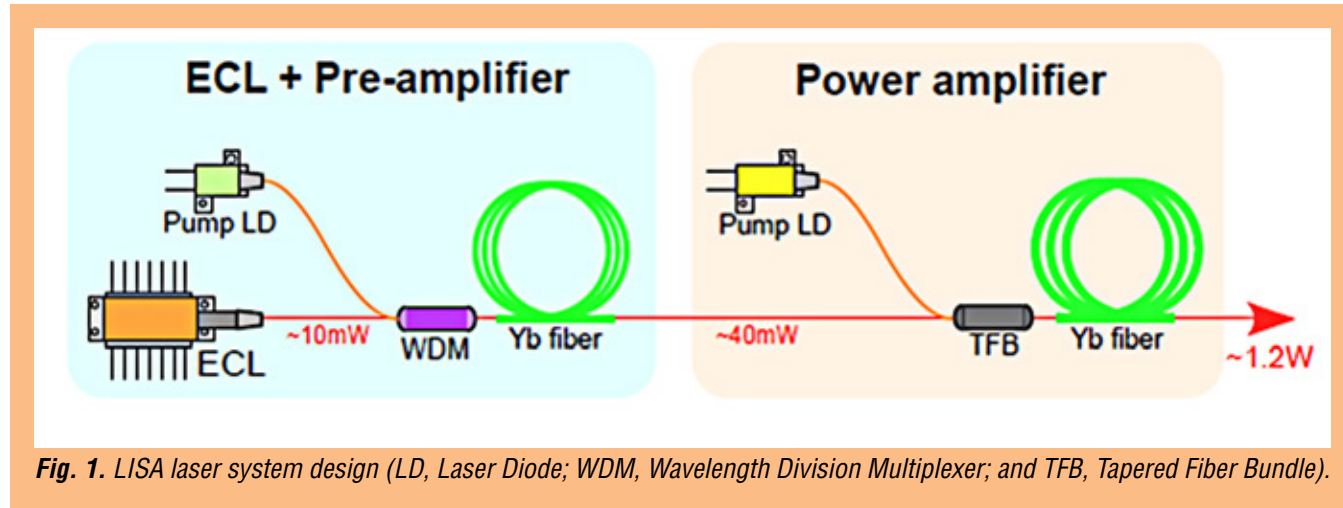 ECL + Pre-amplifier
Pump LD
ECL
~10mW
WDM
Yb fiber
Power amplifier
Pump LD
~40mW
TFB
Yb fiber
~1.2W
Fig. 1. LISA laser system design (LD, Laser Diode; WDM, Wavelength Division Multiplexer; and TFB, Tapered Fiber Bundle).